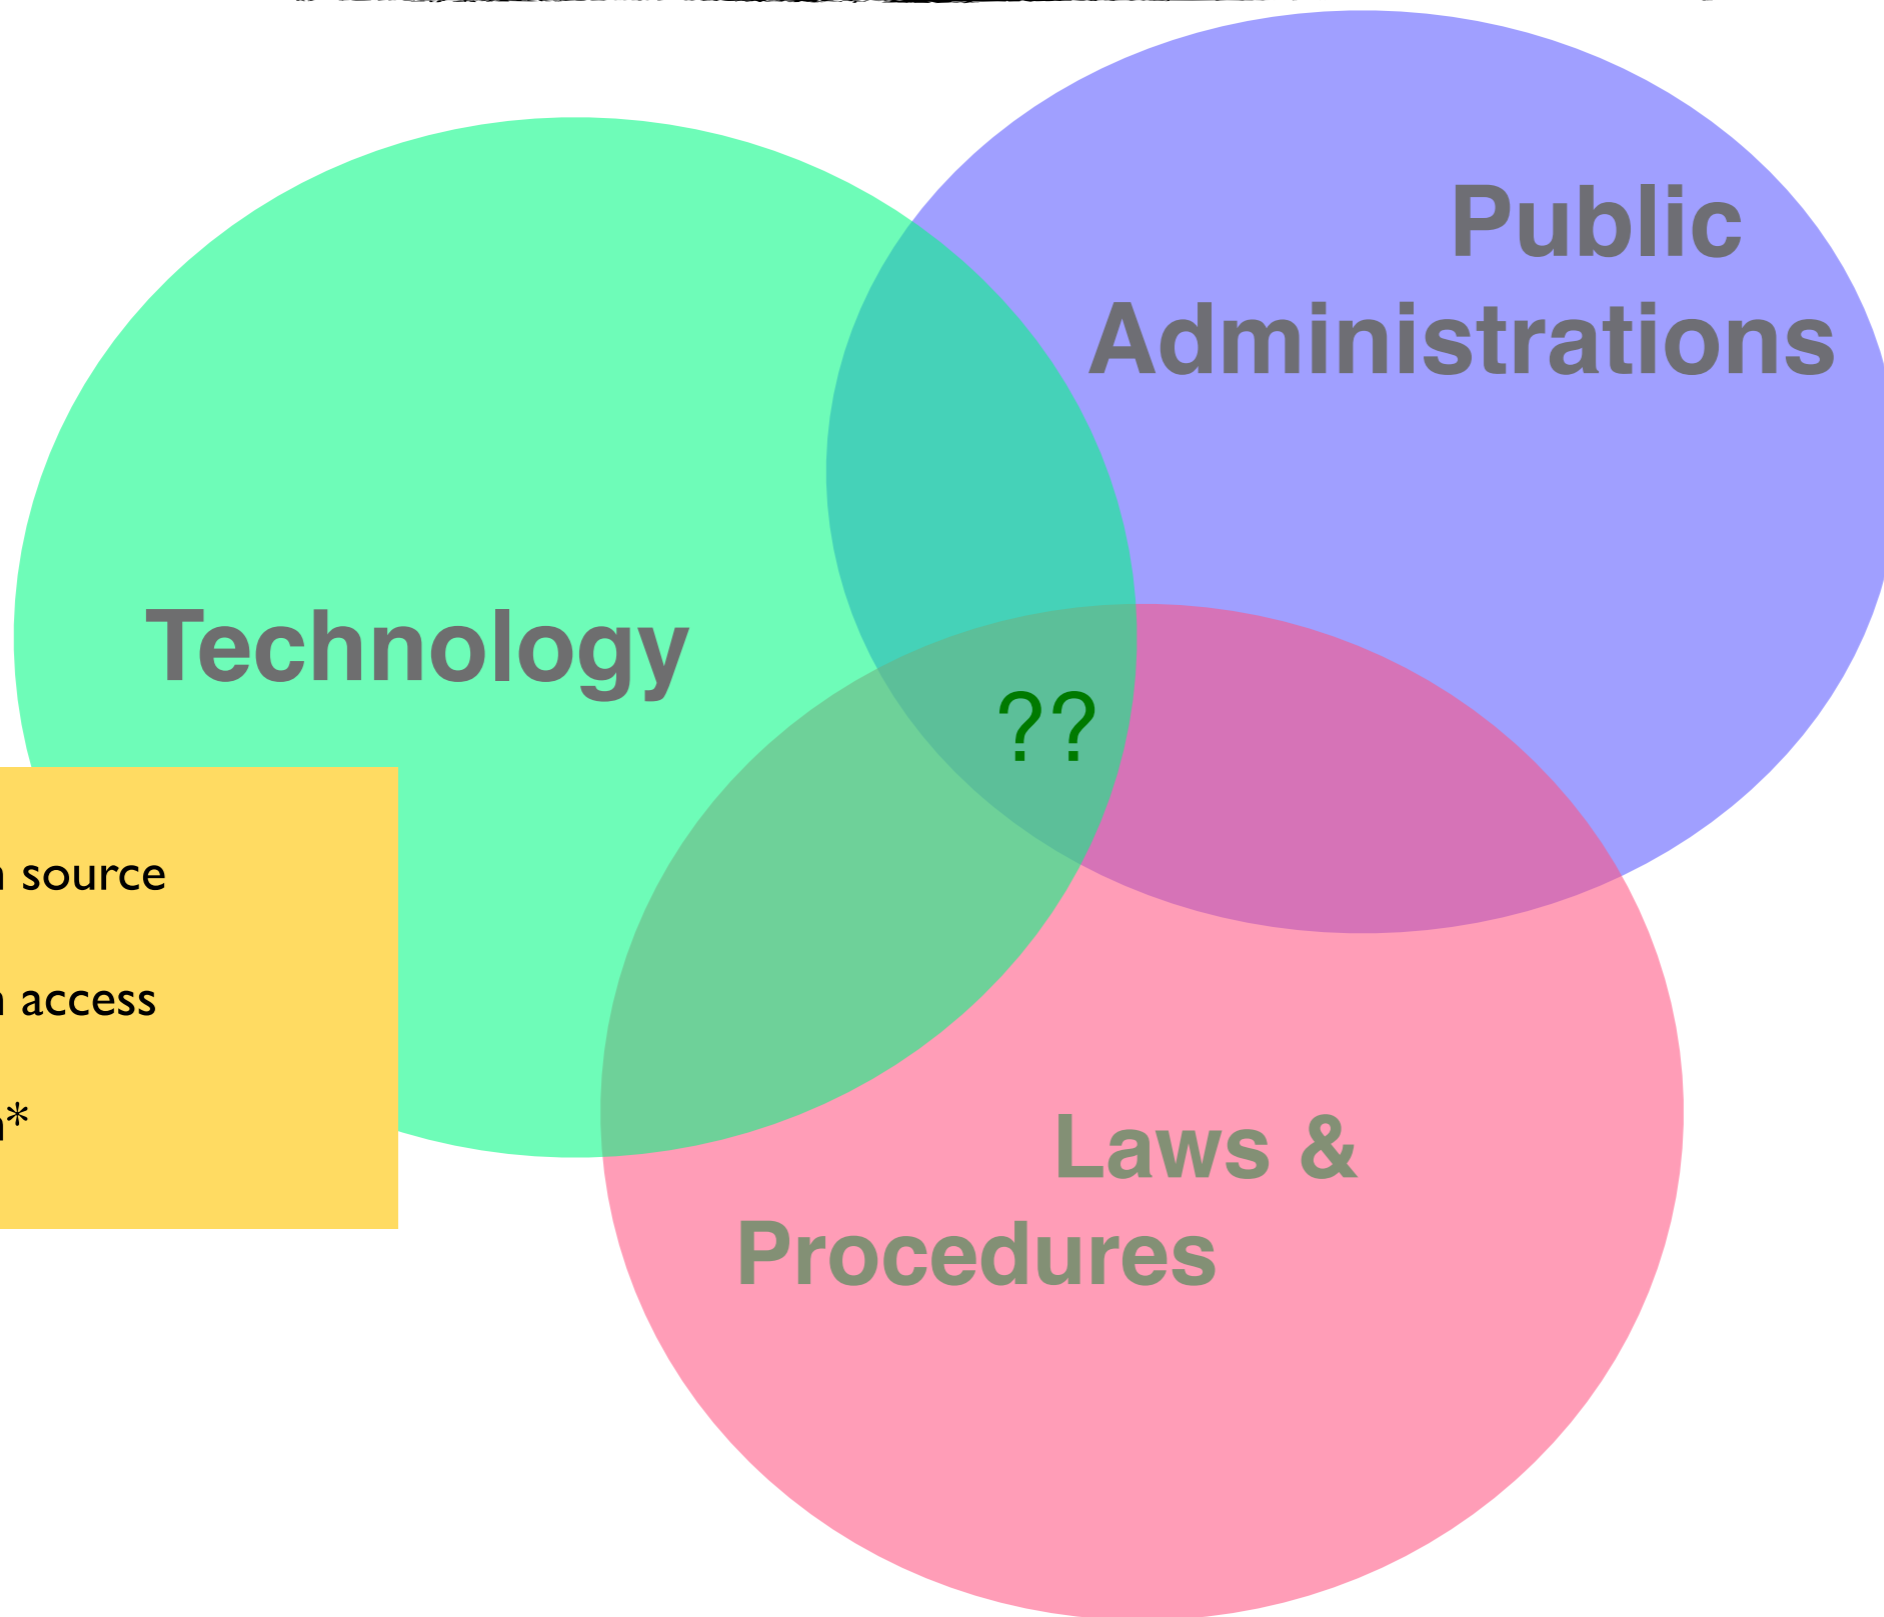 Public
Administrations
Technology
??
source
access
Laws &
Procedures